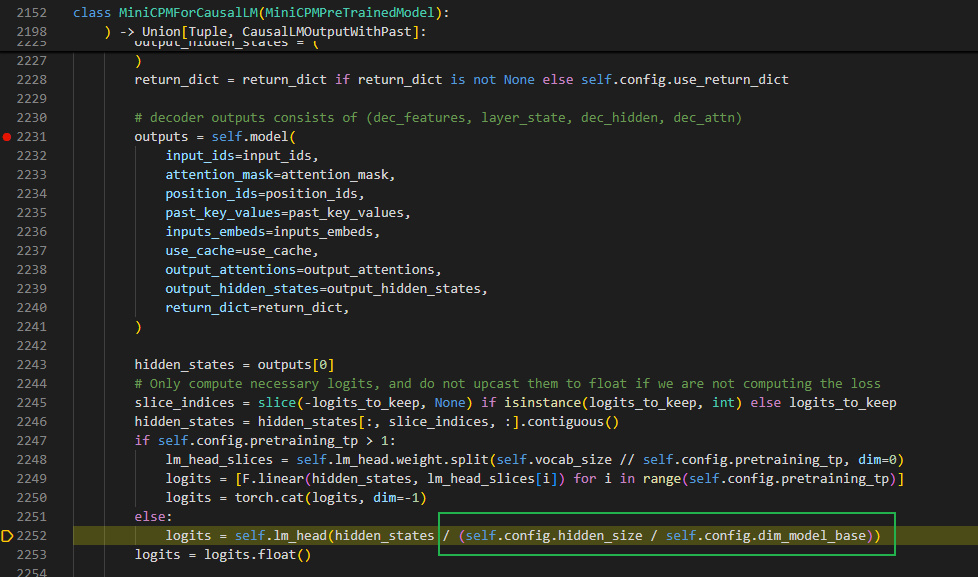 2152 class MiniCPMForCausalLM(MiniCPMPreTrainedModel):
2198     ) -> Union[Tuple, CausalLMOutputWithPast]:
2225         output_hidden_states = (
2227         )
2228         return_dict = return_dict if return_dict is not None else self.config.use_return_dict
2229
2230         # decoder outputs consists of (dec_features, layer_state, dec_hidden, dec_attn)
2231         outputs = self.model(
2232             input_ids=input_ids,
2233             attention_mask=attention_mask,
2234             position_ids=position_ids,
2235             past_key_values=past_key_values,
2236             inputs_embeds=inputs_embeds,
2237             use_cache=use_cache,
2238             output_attentions=output_attentions,
2239             output_hidden_states=output_hidden_states,
2240             return_dict=return_dict,
2241         )
2242
2243         hidden_states = outputs[0]
2244         # Only compute necessary logits, and do not upcast them to float if we are not computing the loss
2245         slice_indices = slice(-logits_to_keep, None) if isinstance(logits_to_keep, int) else logits_to_keep
2246         hidden_states = hidden_states[:, slice_indices, :].contiguous()
2247         if self.config.pretraining_tp > 1:
2248             lm_head_slices = self.lm_head.weight.split(self.vocab_size // self.config.pretraining_tp, dim=0)
2249             logits = [F.linear(hidden_states, lm_head_slices[i]) for i in range(self.config.pretraining_tp)]
2250             logits = torch.cat(logits, dim=-1)
2251         else:
2252             logits = self.lm_head(hidden_states / (self.config.hidden_size / self.config.dim_model_base))
2253         logits = logits.float()
2254